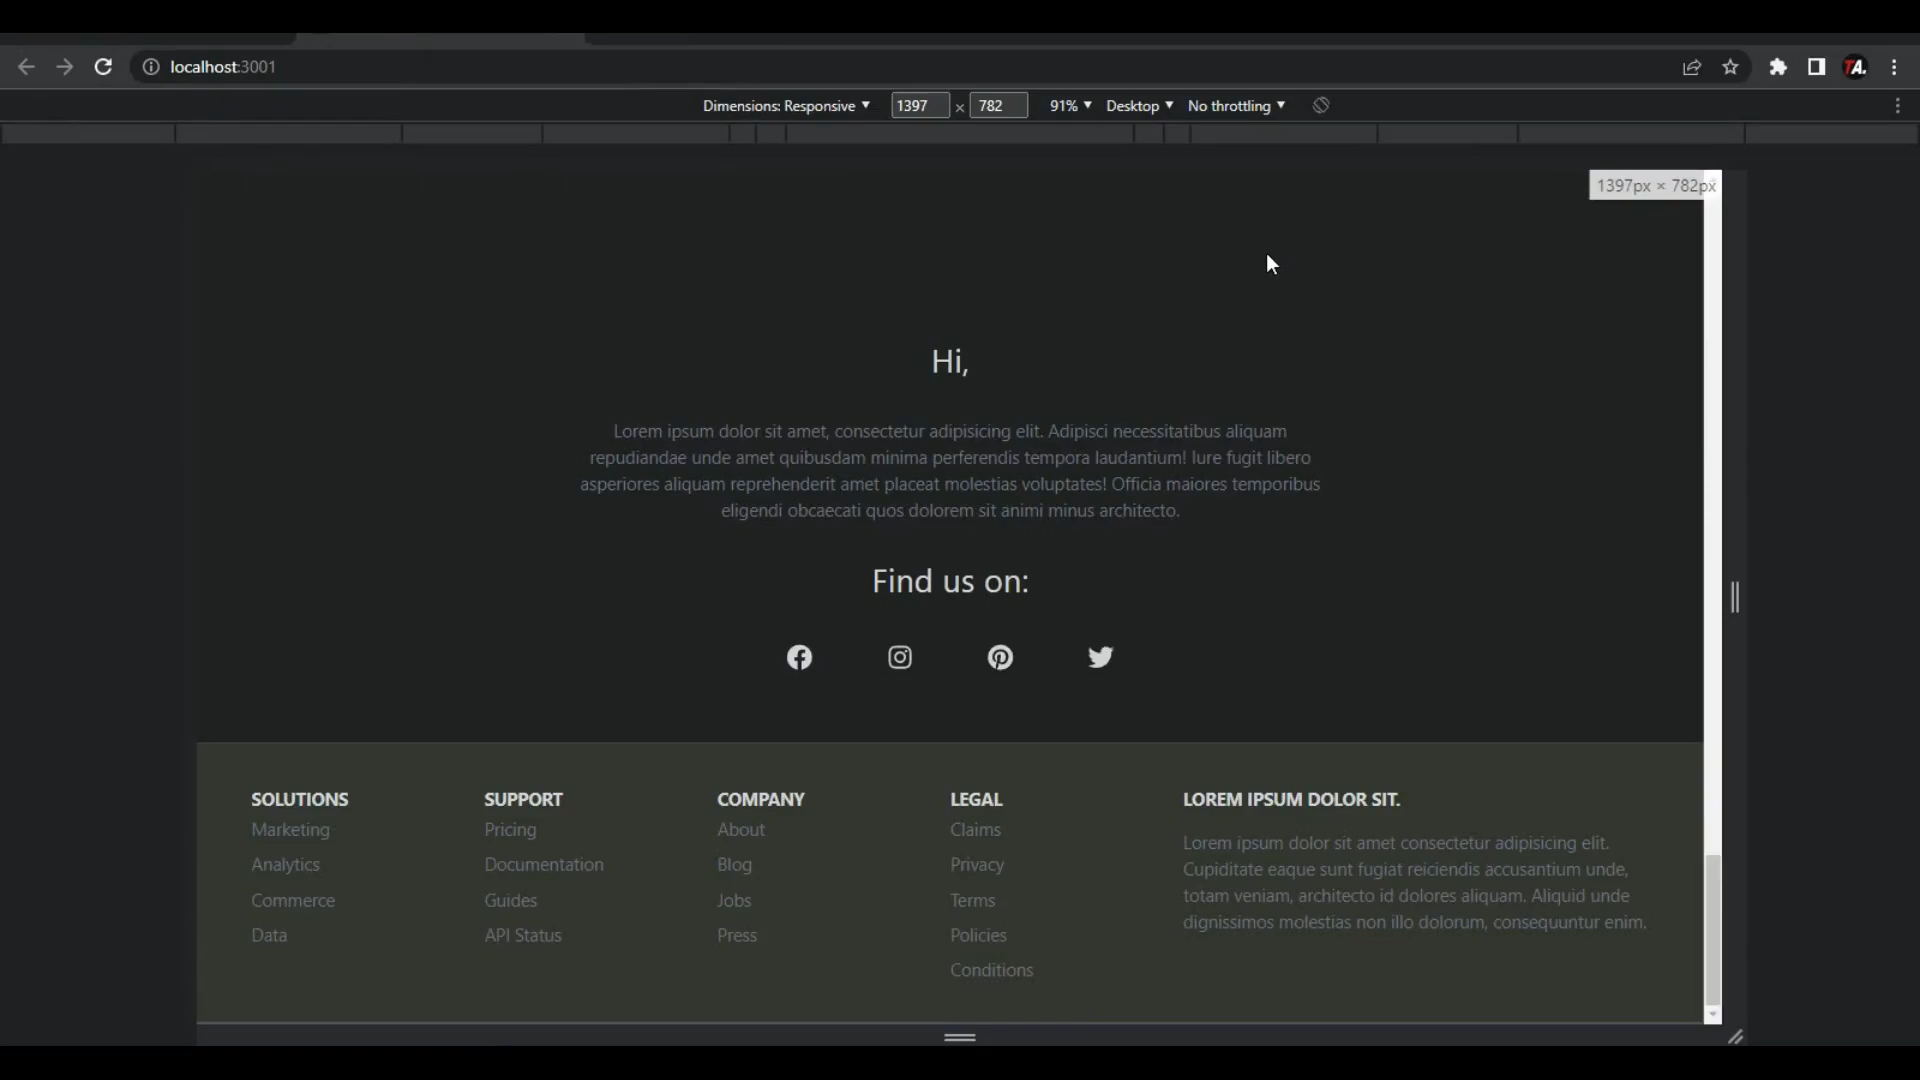 localhost:3001
TA.
Dimensions: Responsive 1397 × 782 91% Desktop No throttling
1397px × 782px
Hi,
Lorem ipsum dolor sit amet, consectetur adipisicing elit. Adipisci necessitatibus aliquam
repudiandae unde amet quibusdam minima perferendis tempora laudantium! Iure fugit libero
asperiores aliquam reprehenderit amet placeat molestias voluptates! Officia maiores temporibus
eligendi obcaecati quos dolorem sit animi minus architecto.
Find us on:
SOLUTIONS
Marketing
Analytics
Commerce
Data
SUPPORT
Pricing
Documentation
Guides
API Status
COMPANY
About
Blog
Jobs
Press
LEGAL
Claims
Privacy
Terms
Policies
Conditions
LOREM IPSUM DOLOR SIT.
Lorem ipsum dolor sit amet consectetur adipisicing elit.
Cupiditate eaque sunt fugiat reiciendis accusantium unde,
totam veniam, architecto id dolores aliquam. Aliquid unde
dignissimos molestias non illo dolorum, consequuntur enim.